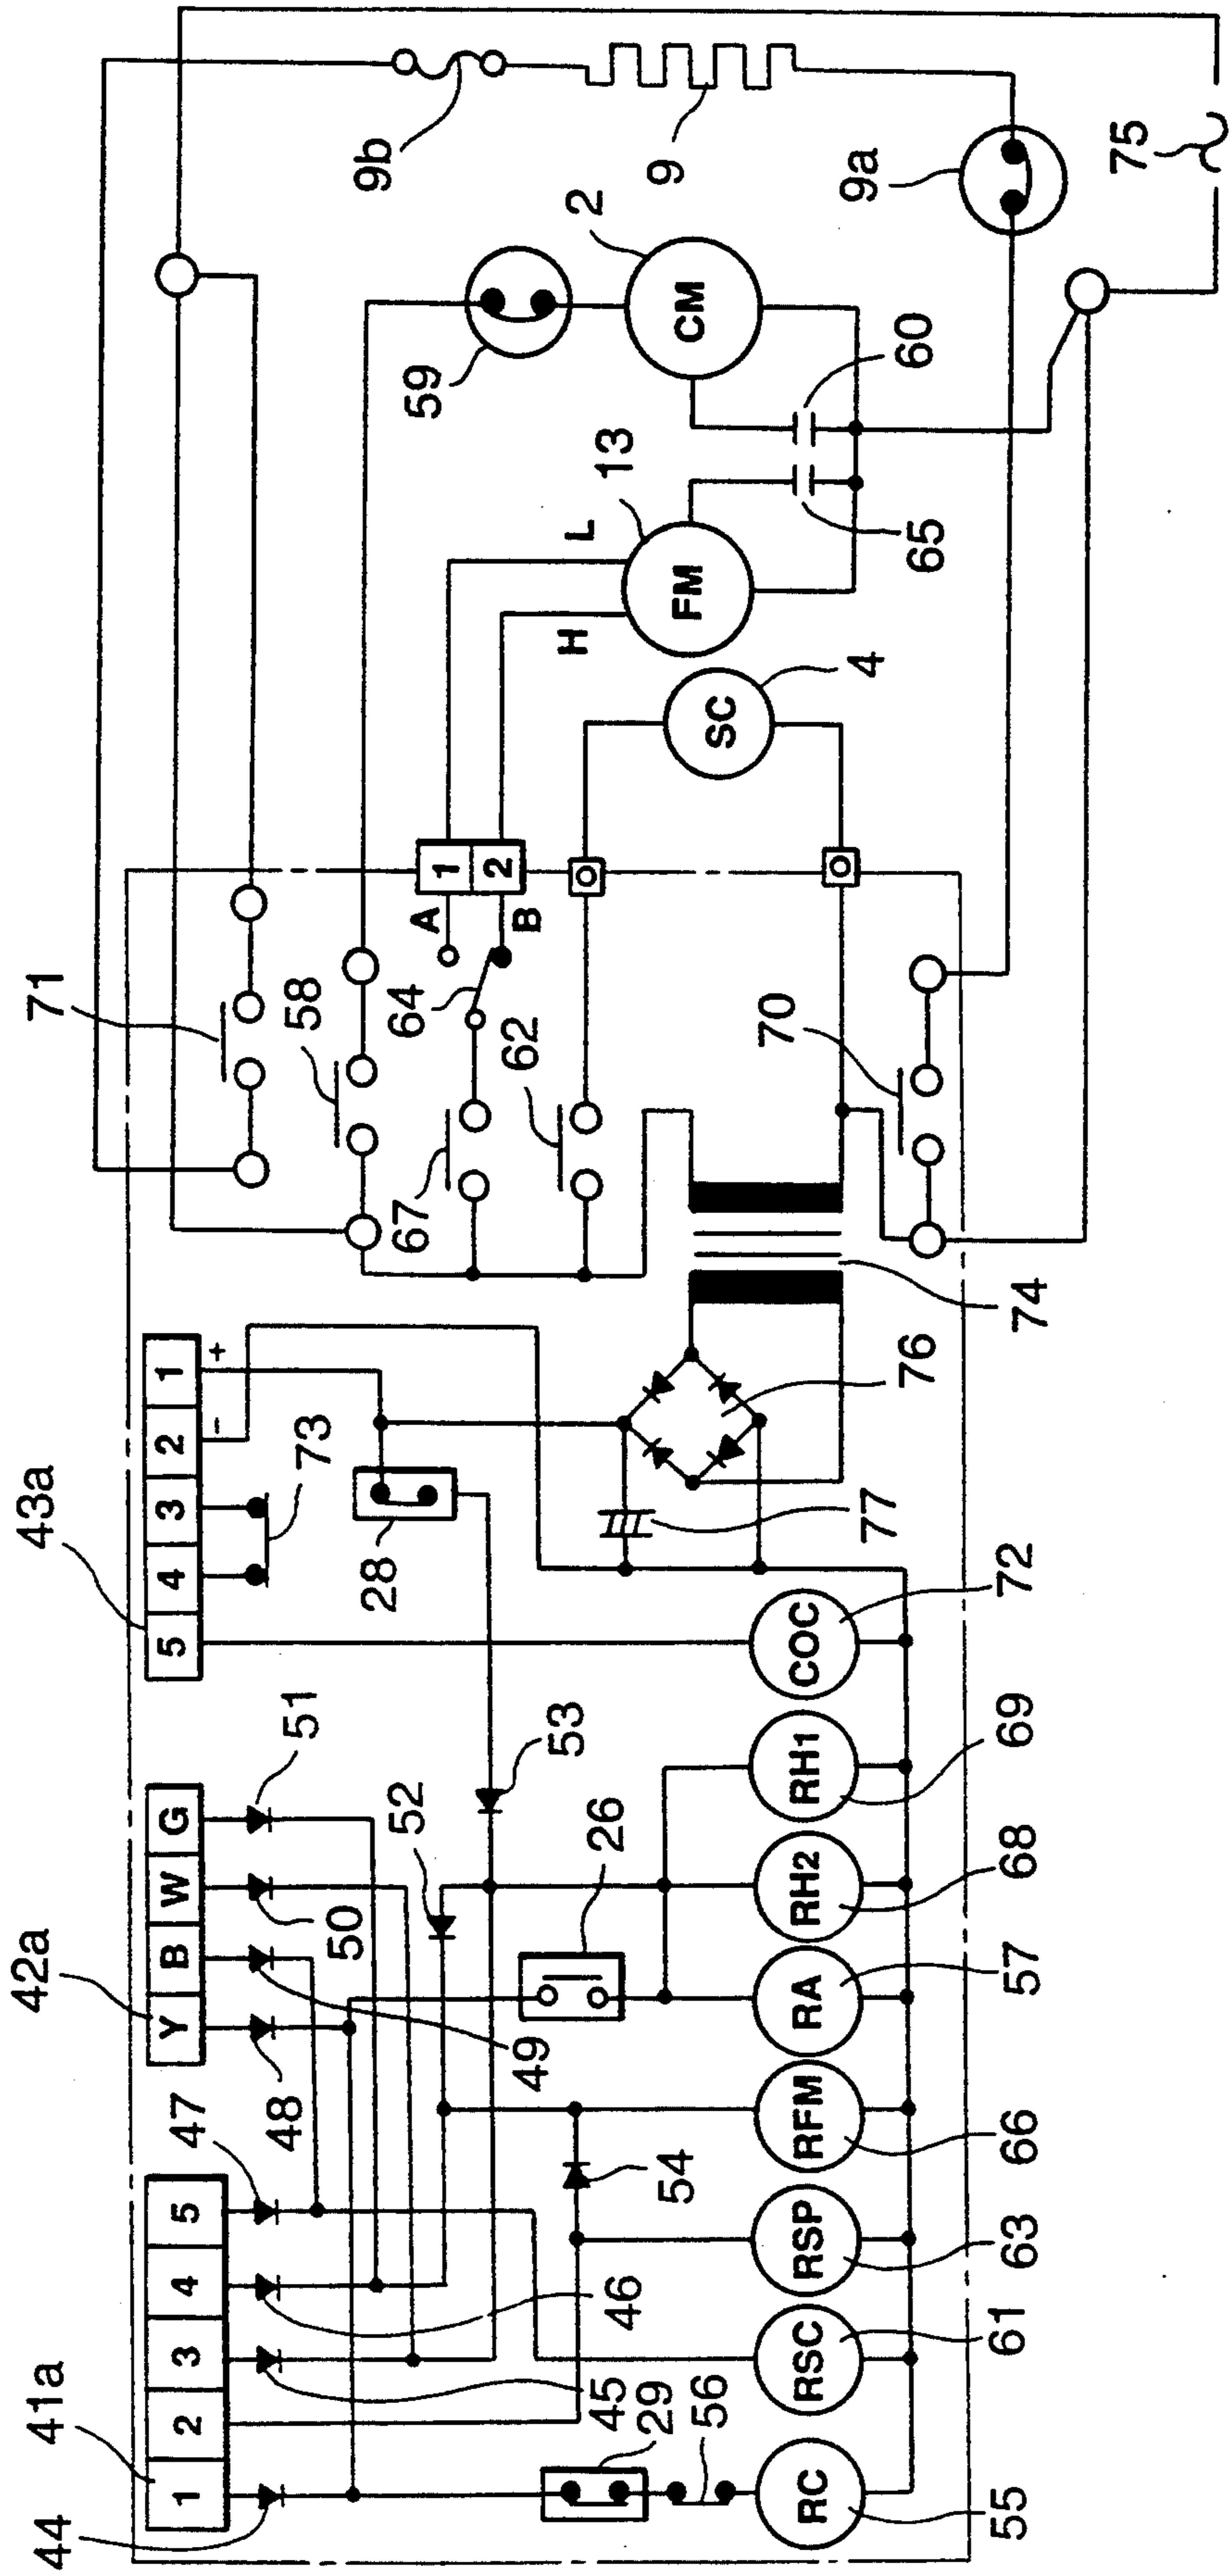 41a
1 2 3 4 5
44
45
46
47
42a
Y B W G
48
49
50
51
43a
5 4 3 2 1
- +
73
28
52
53
54
26
29
56
RC
55
RSC
61
RSP
63
RFM
66
RA
57
RH2
68
RH1
69
COC
72
77
76
74
71
58
67
64
62
A
B
1
2
70
SC
4
H
L
FM
13
65
60
CM
2
59
9a
9
9b
75